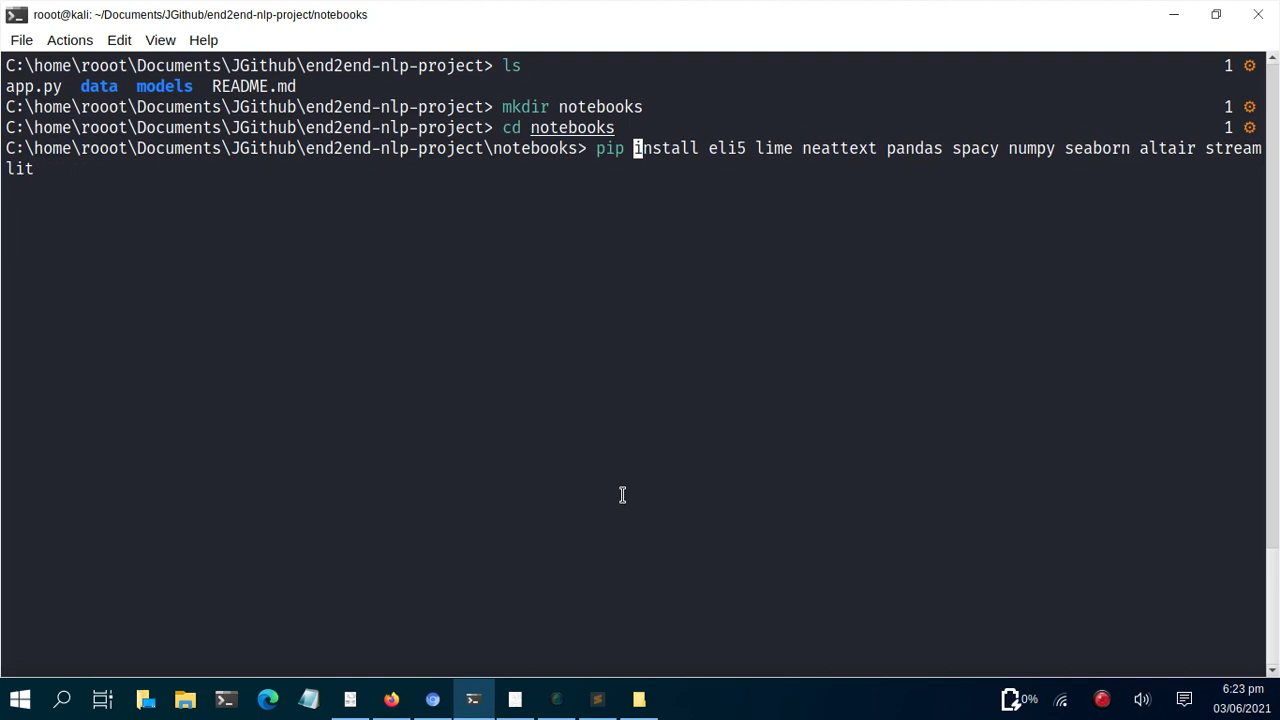 rooot@kali: ~/Documents/JGithub/end2end-nlp-project/notebooks
File Actions Edit View Help
C:\home\rooot\Documents\JGithub\end2end-nlp-project> ls 1
app.py data models README.md
C:\home\rooot\Documents\JGithub\end2end-nlp-project> mkdir notebooks 1
C:\home\rooot\Documents\JGithub\end2end-nlp-project> cd notebooks 1
C:\home\rooot\Documents\JGithub\end2end-nlp-project\notebooks> pip install eli5 lime neattext pandas spacy numpy seaborn altair stream
lit
0%
6:23 pm
03/06/2021